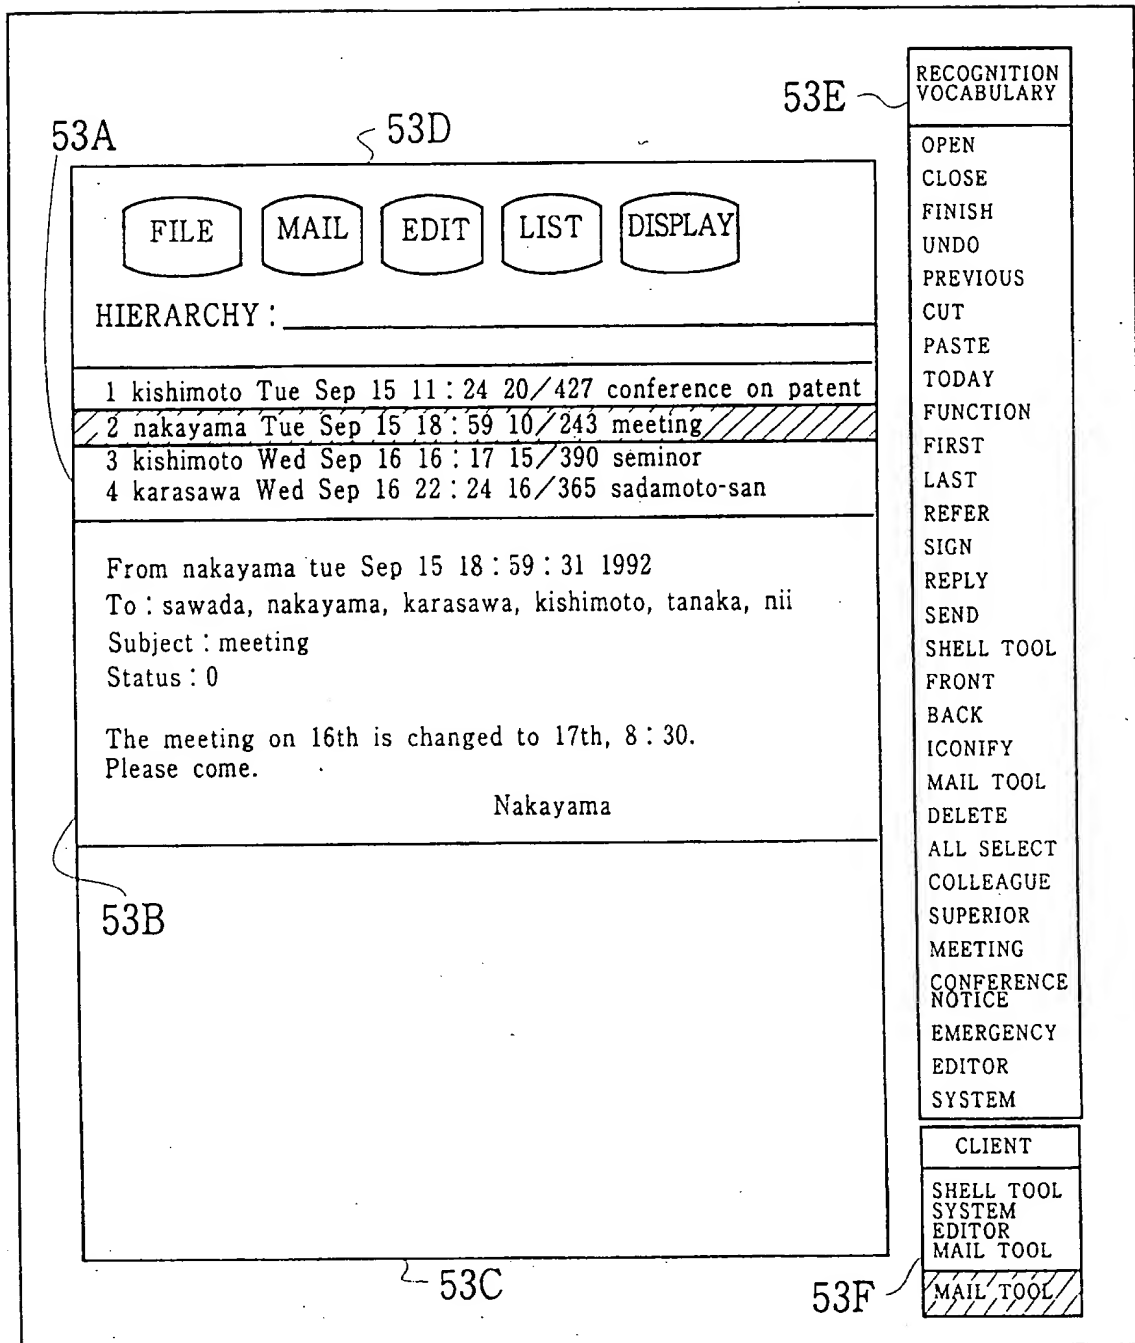 53A
53D
53E
RECOGNITION
VOCABULARY
FILE MAIL EDIT LIST DISPLAY
HIERARCHY :
1 kishimoto Tue Sep 15 11 : 24 20/427 conference on patent
2 nakayama Tue Sep 15 18 : 59 10/243 meeting
3 kishimoto Wed Sep 16 16 : 17 15/390 seminor
4 karasawa Wed Sep 16 22 : 24 16/365 sadamoto-san
From nakayama tue Sep 15 18 : 59 : 31 1992
To : sawada, nakayama, karasawa, kishimoto, tanaka, nii
Subject : meeting
Status : 0
The meeting on 16th is changed to 17th, 8 : 30.
Please come.
Nakayama
53B
53C
OPEN
CLOSE
FINISH
UNDO
PREVIOUS
CUT
PASTE
TODAY
FUNCTION
FIRST
LAST
REFER
SIGN
REPLY
SEND
SHELL TOOL
FRONT
BACK
ICONIFY
MAIL TOOL
DELETE
ALL SELECT
COLLEAGUE
SUPERIOR
MEETING
CONFERENCE
NOTICE
EMERGENCY
EDITOR
SYSTEM
CLIENT
SHELL TOOL
SYSTEM
EDITOR
MAIL TOOL
53F
MAIL TOOL